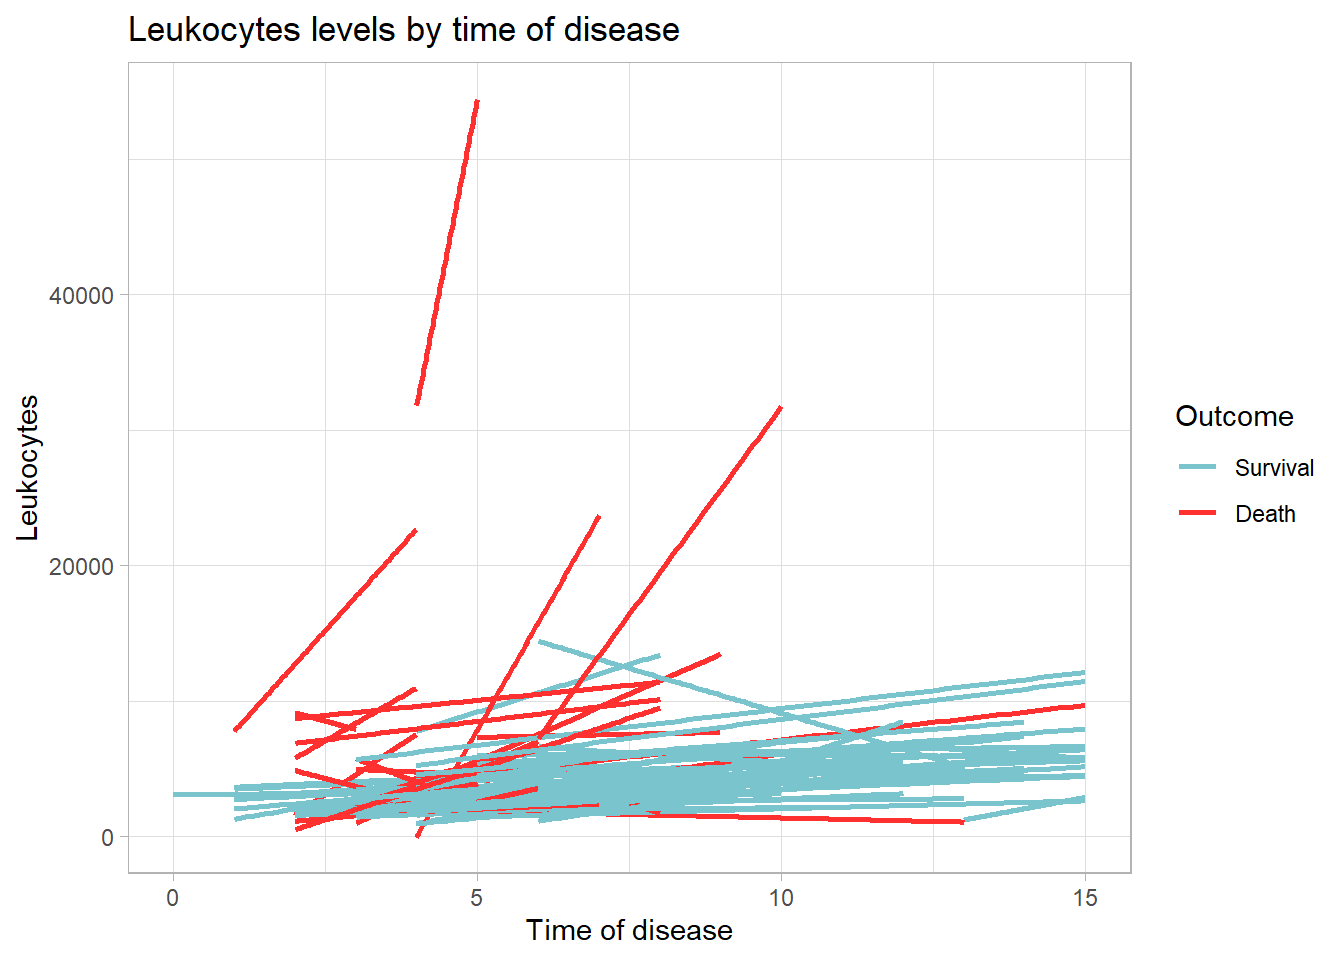 Leukocytes levels by time of disease
Leukocytes
40000
20000
0
0 5 10 15
Time of disease
Outcome
Survival
Death